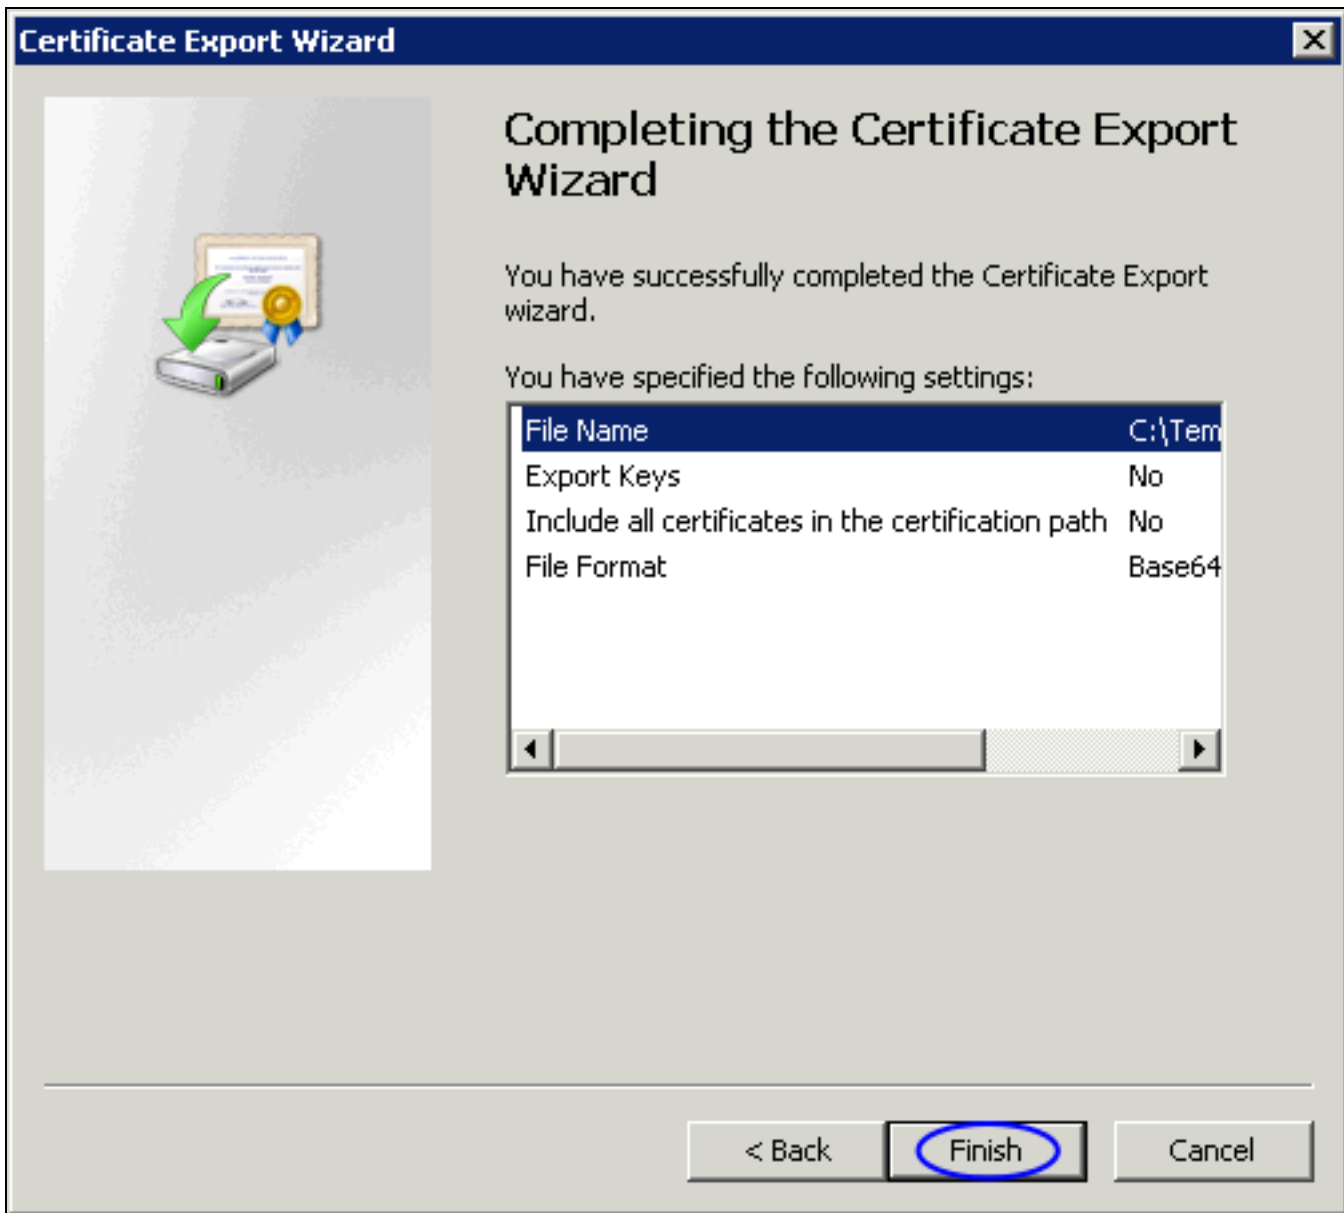 Certificate Export Wizard
Completing the Certificate Export
Wizard
You have successfully completed the Certificate Export
wizard.
You have specified the following settings:
File Name C:\Tem
Export Keys No
Include all certificates in the certification path No
File Format Base64
< Back Finish Cancel